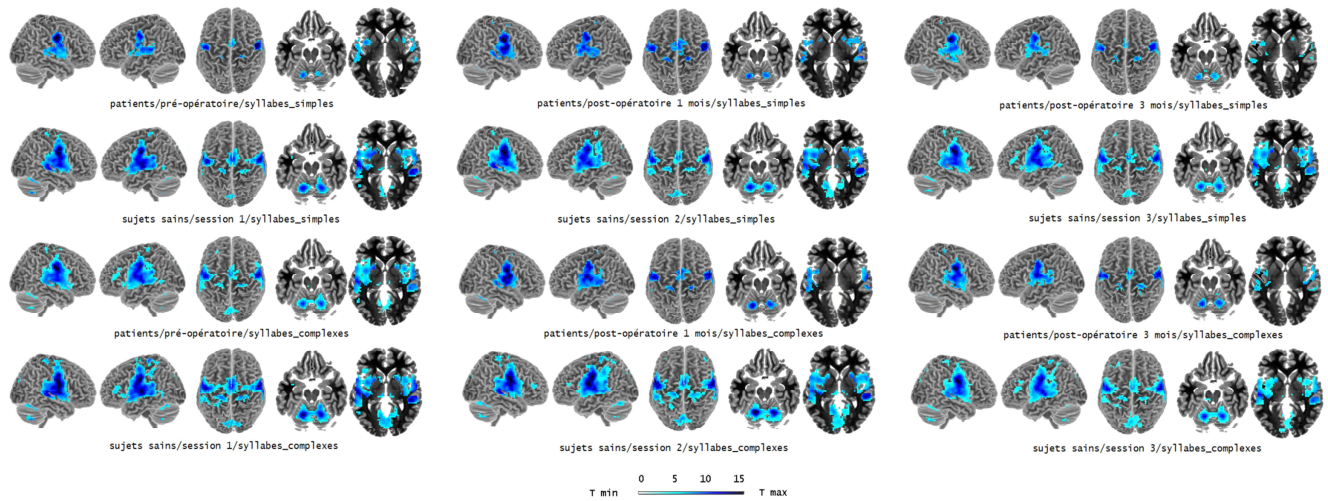 patients/pré-opératoire/syllabes_simples
patients/post-opératoire 1 mois/syllabes_simples
patients/post-opératoire 3 mois/syllabes_simples
sujets sains/session 1/syllabes_simples
sujets sains/session 2/syllabes_simples
sujets sains/session 3/syllabes_simples
patients/pré-opératoire/syllabes_complexes
patients/post-opératoire 1 mois/syllabes_complexes
patients/post-opératoire 3 mois/syllabes_complexes
sujets sains/session 1/syllabes_complexes
sujets sains/session 2/syllabes_complexes
sujets sains/session 3/syllabes_complexes
0 5 10 15
T min T max